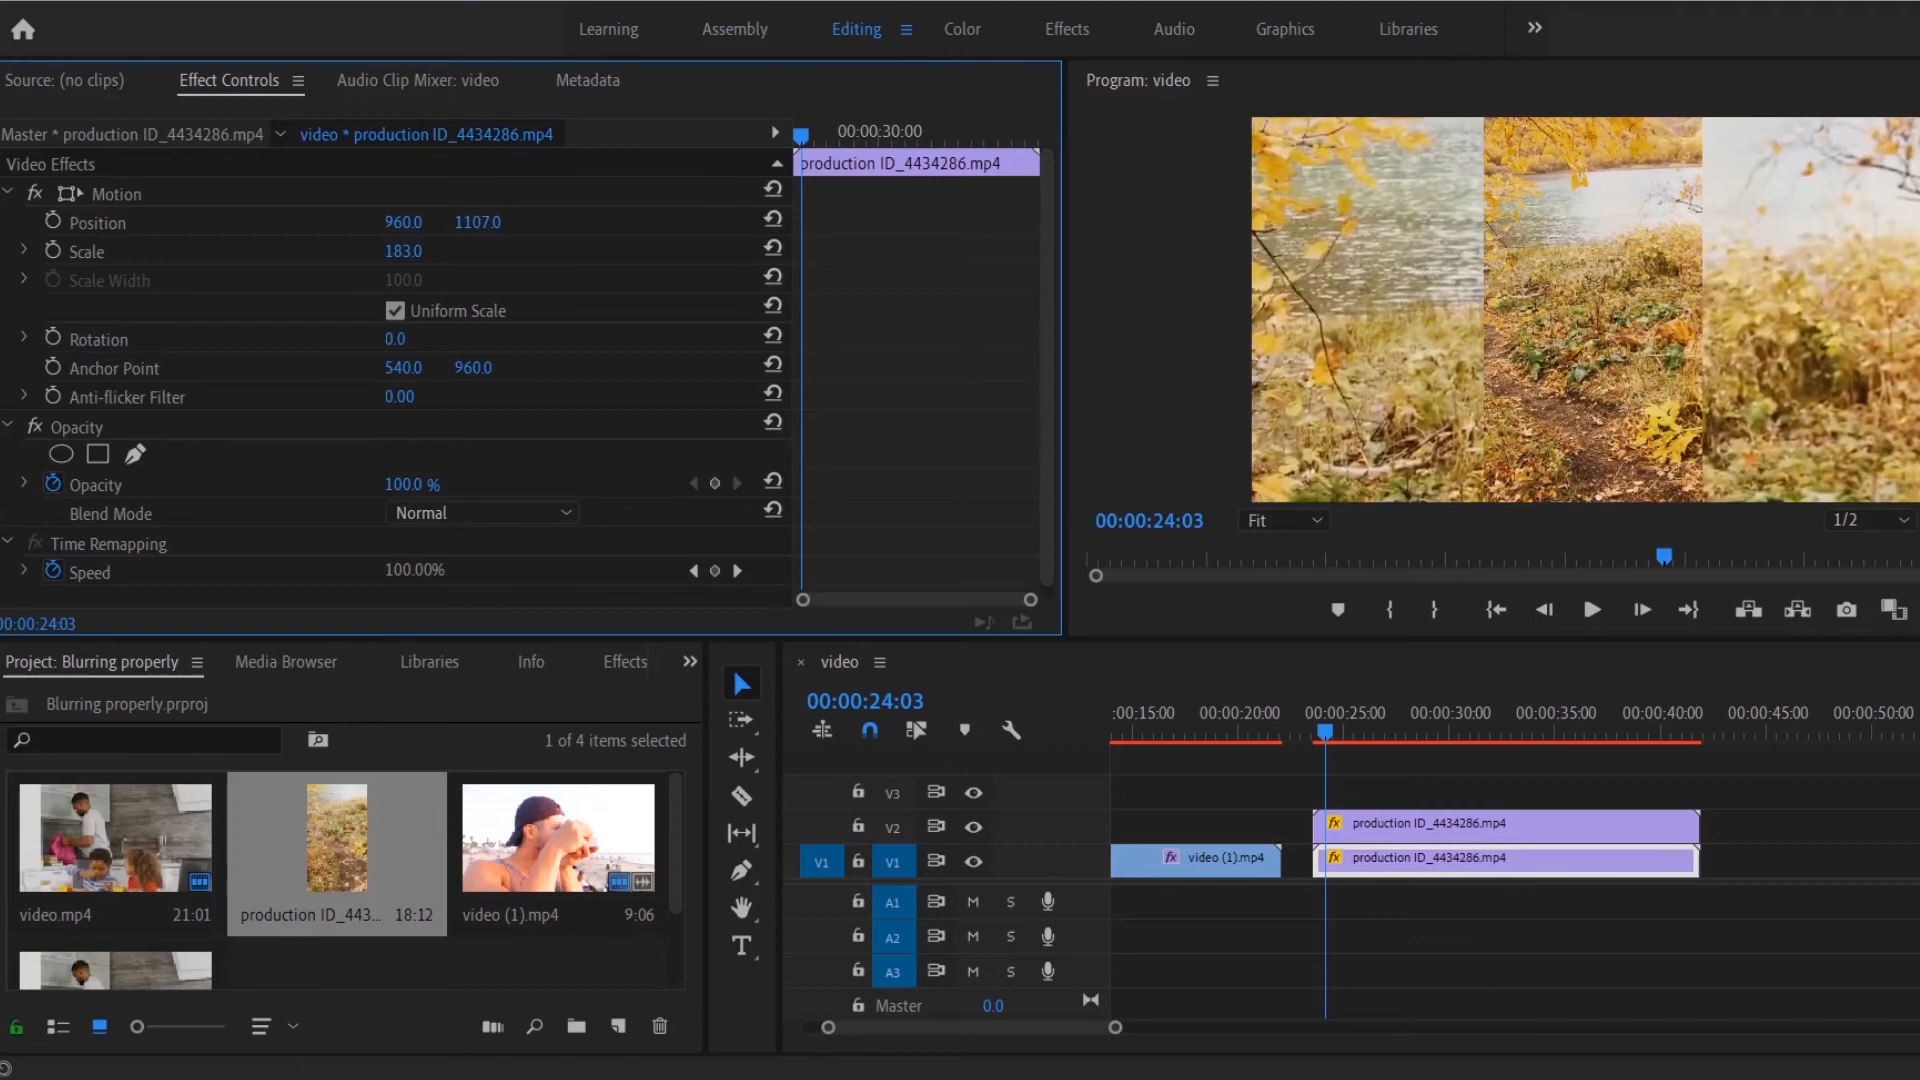 Learning Assembly Editing Color Effects Audio Graphics Libraries
Source: (no clips) Effect Controls Audio Clip Mixer: video Metadata
Master * production ID_4434286.mp4 video * production ID_4434286.mp4 00:00:30:00
Video Effects production ID_4434286.mp4
fx Motion
Position 960.0 1107.0
Scale 183.0
Scale Width 100.0
Uniform Scale
Rotation 0.0
Anchor Point 540.0 960.0
Anti-flicker Filter 0.00
fx Opacity
Opacity 100.0 %
Blend Mode Normal
fx Time Remapping
Speed 100.00%
00:00:24:03
Program: video
00:00:24:03 Fit 1/2
Project: Blurring properly Media Browser Libraries Info Effects
Blurring properly.prproj
1 of 4 items selected
video.mp4 21:01 production ID_443... 18:12 video (1).mp4 9:06
video
00:00:24:03
:00:15:00 00:00:20:00 00:00:25:00 00:00:30:00 00:00:35:00 00:00:40:00 00:00:45:00 00:00:50:00
V3
V2 fx production ID_4434286.mp4
V1 V1 fx video (1).mp4 fx production ID_4434286.mp4
A1 M S
A2 M S
A3 M S
Master 0.0